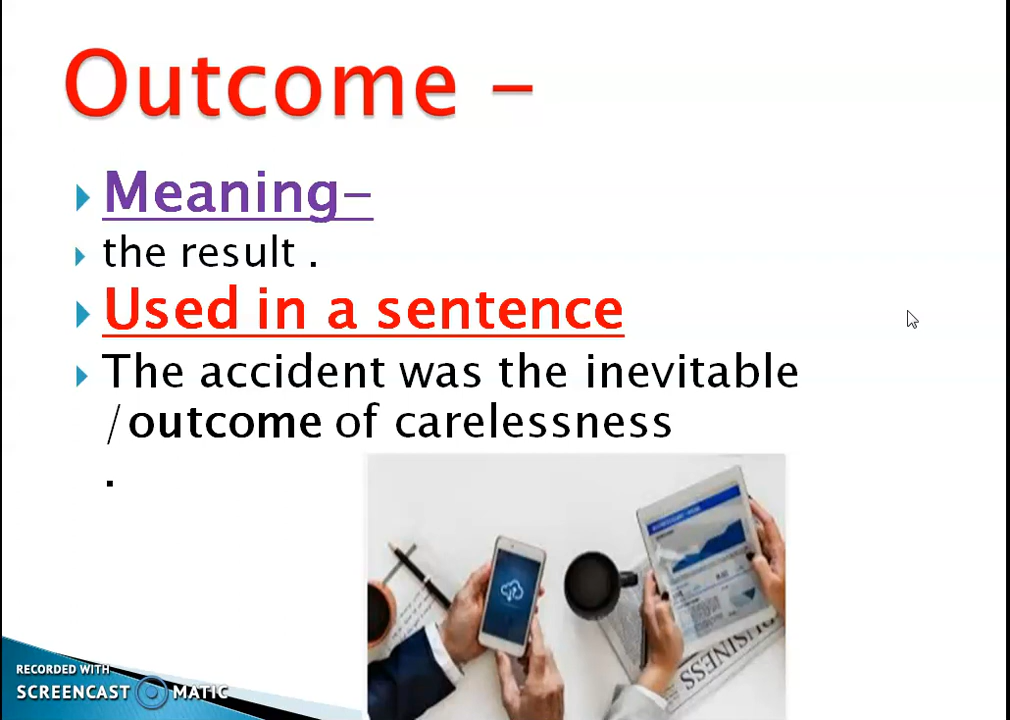 Outcome -
Meaning-
the result .
Used in a sentence
The accident was the inevitable
/outcome of carelessness
.
BUSINESS
RECORDED WITH
SCREENCAST MATIC